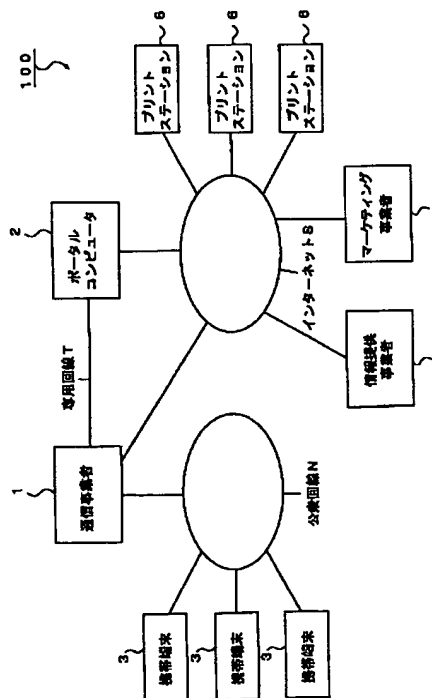 100
プリント
ステーション
6
プリント
ステーション
6
プリント
ステーション
6
2
ポータル
コンピュータ
専用回線T
1
通信事業者
インターネットS
マーケティング
事業者
情報提供
事業者
公衆回線N
3
携帯端末
3
携帯端末
3
携帯端末